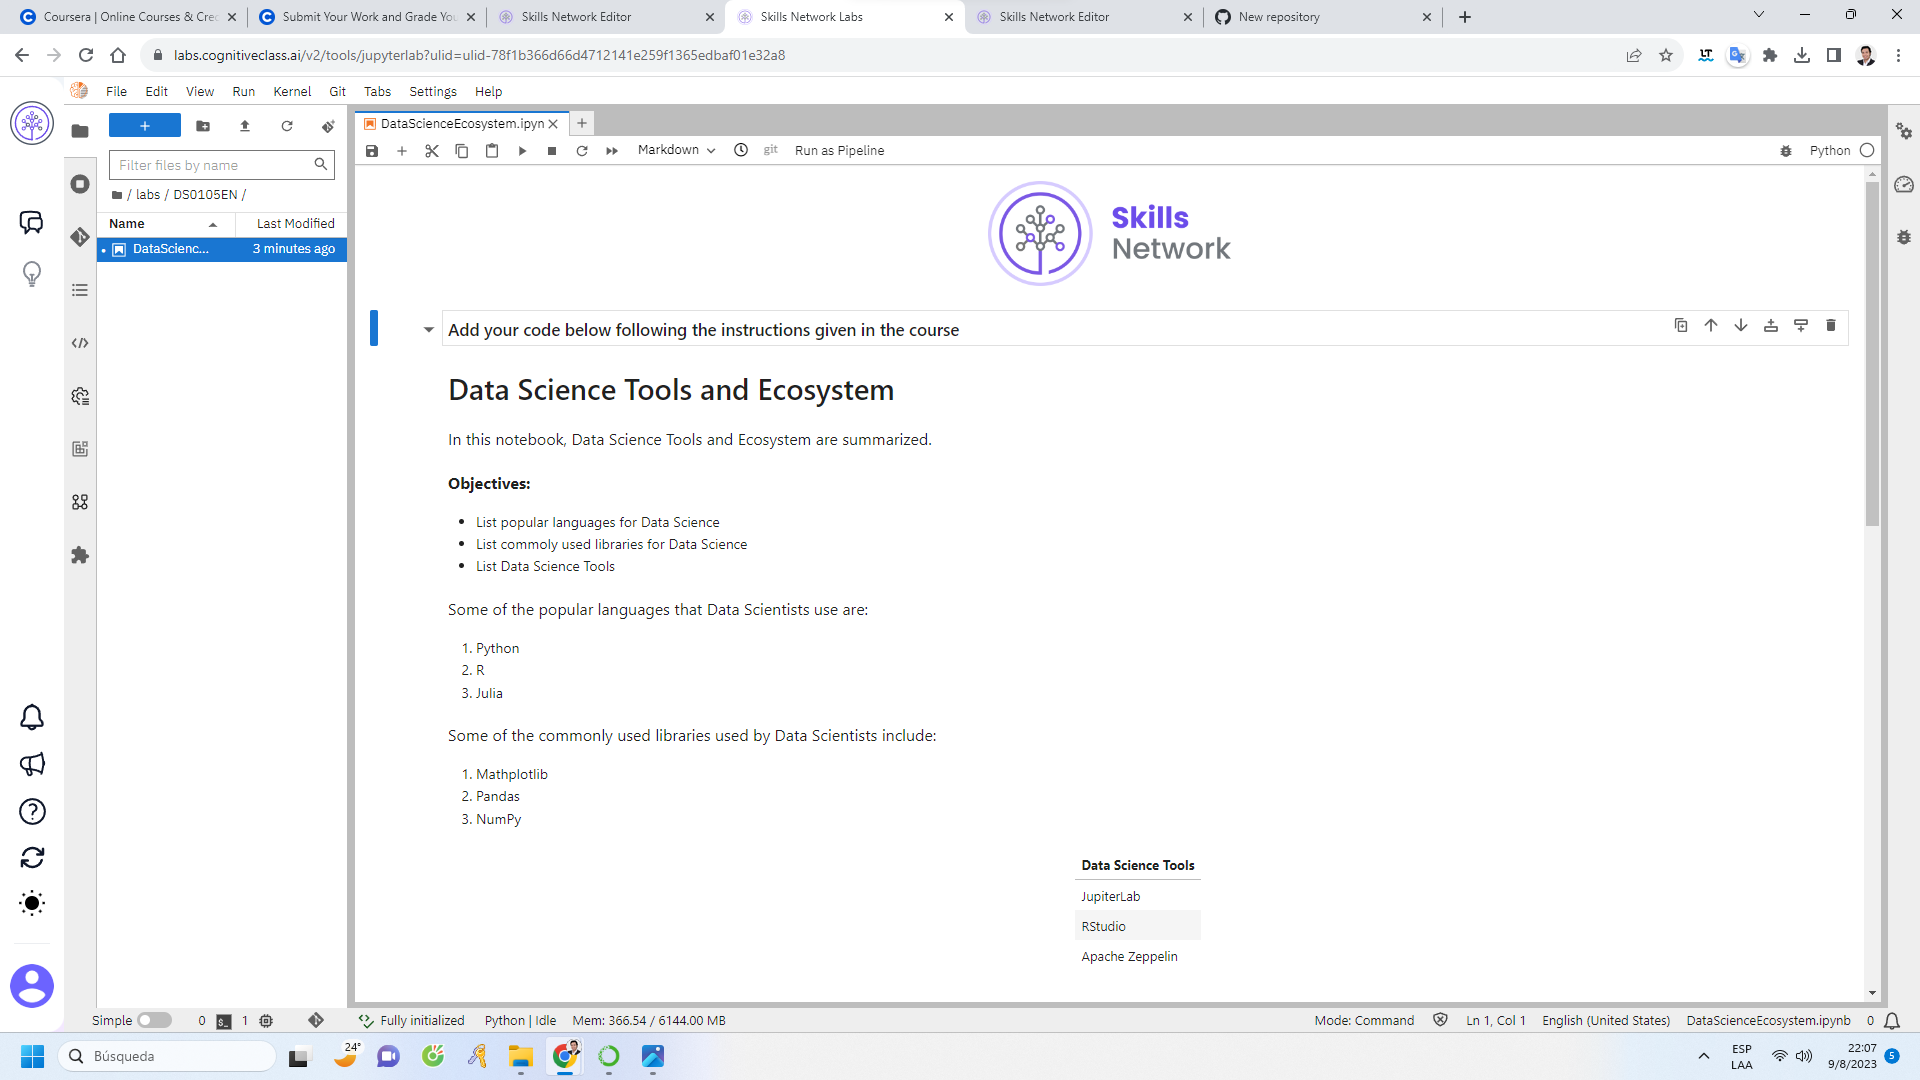 Coursera | Online Courses & Cre
Submit Your Work and Grade You
Skills Network Editor
Skills Network Labs
Skills Network Editor
New repository
labs.cognitiveclass.ai/v2/tools/jupyterlab?ulid=ulid-78f1b366d66d4712141e259f1365edbaf01e32a8
File Edit View Run Kernel Git Tabs Settings Help
DataScienceEcosystem.ipyn
Filter files by name
/ labs / DS0105EN /
Name Last Modified
DataScienc... 3 minutes ago
Markdown git Run as Pipeline Python
Skills
Network
Add your code below following the instructions given in the course
Data Science Tools and Ecosystem
In this notebook, Data Science Tools and Ecosystem are summarized.
Objectives:
• List popular languages for Data Science
• List commoly used libraries for Data Science
• List Data Science Tools
Some of the popular languages that Data Scientists use are:
1. Python
2. R
3. Julia
Some of the commonly used libraries used by Data Scientists include:
1. Mathplotlib
2. Pandas
3. NumPy
Data Science Tools
JupiterLab
RStudio
Apache Zeppelin
Simple 0 1 Fully initialized Python | Idle Mem: 366.54 / 6144.00 MB Mode: Command Ln 1, Col 1 English (United States) DataScienceEcosystem.ipynb 0
Búsqueda
24°
ESP
LAA
22:07
9/8/2023
5